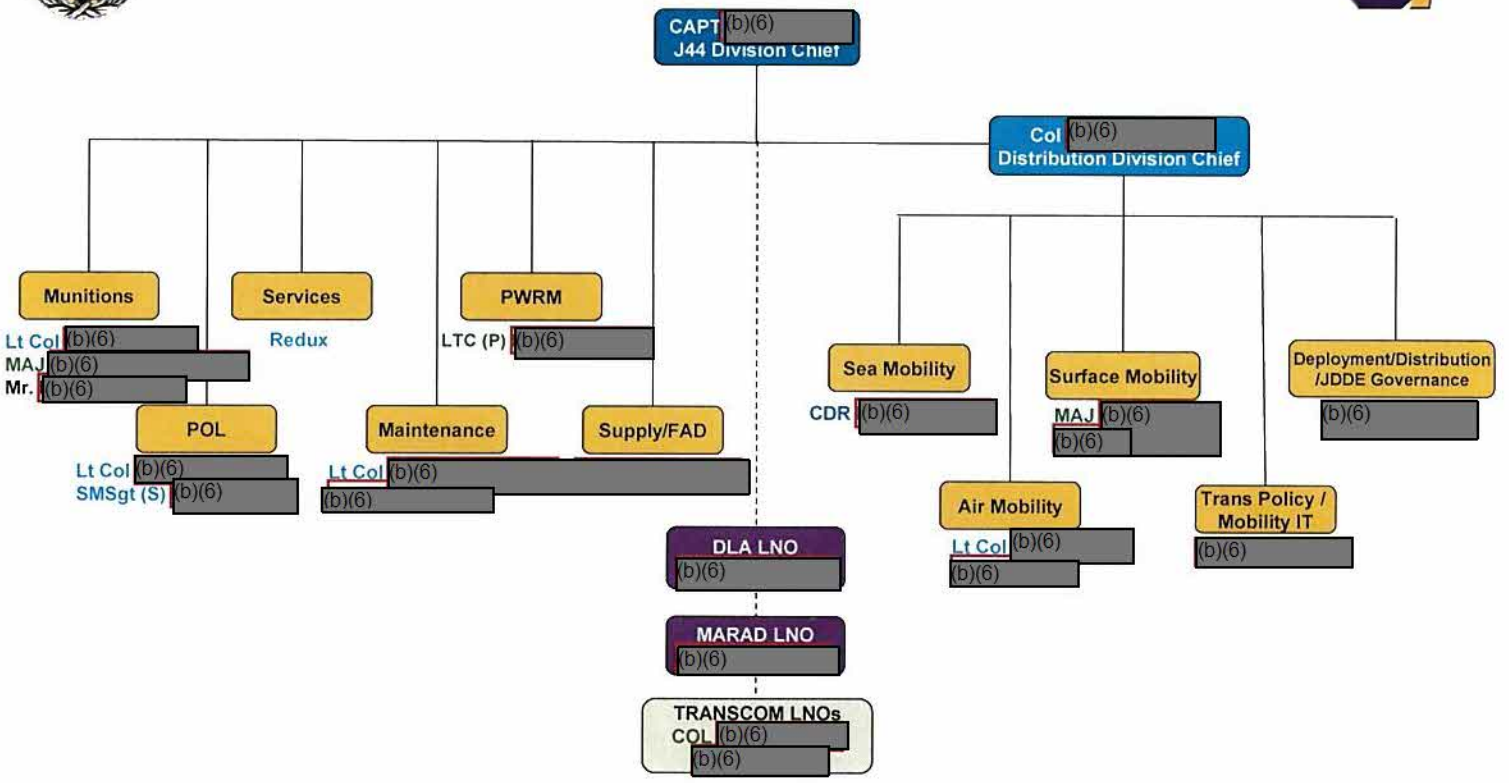 CAPT (b)(6)
J44 Division Chief
Col (b)(6)
Distribution Division Chief
Munitions
Lt Col (b)(6)
MAJ (b)(6)
Mr. (b)(6)
Services
Redux
PWRM
LTC (P) (b)(6)
POL
Lt Col (b)(6)
SMSgt (S) (b)(6)
Maintenance
Lt Col (b)(6)
(b)(6)
Supply/FAD
Sea Mobility
CDR (b)(6)
Surface Mobility
MAJ (b)(6)
(b)(6)
Deployment/Distribution
/JDDE Governance
(b)(6)
Air Mobility
Lt Col (b)(6)
(b)(6)
Trans Policy /
Mobility IT
(b)(6)
DLA LNO
(b)(6)
MARAD LNO
(b)(6)
TRANSCOM LNOs
COL (b)(6)
(b)(6)